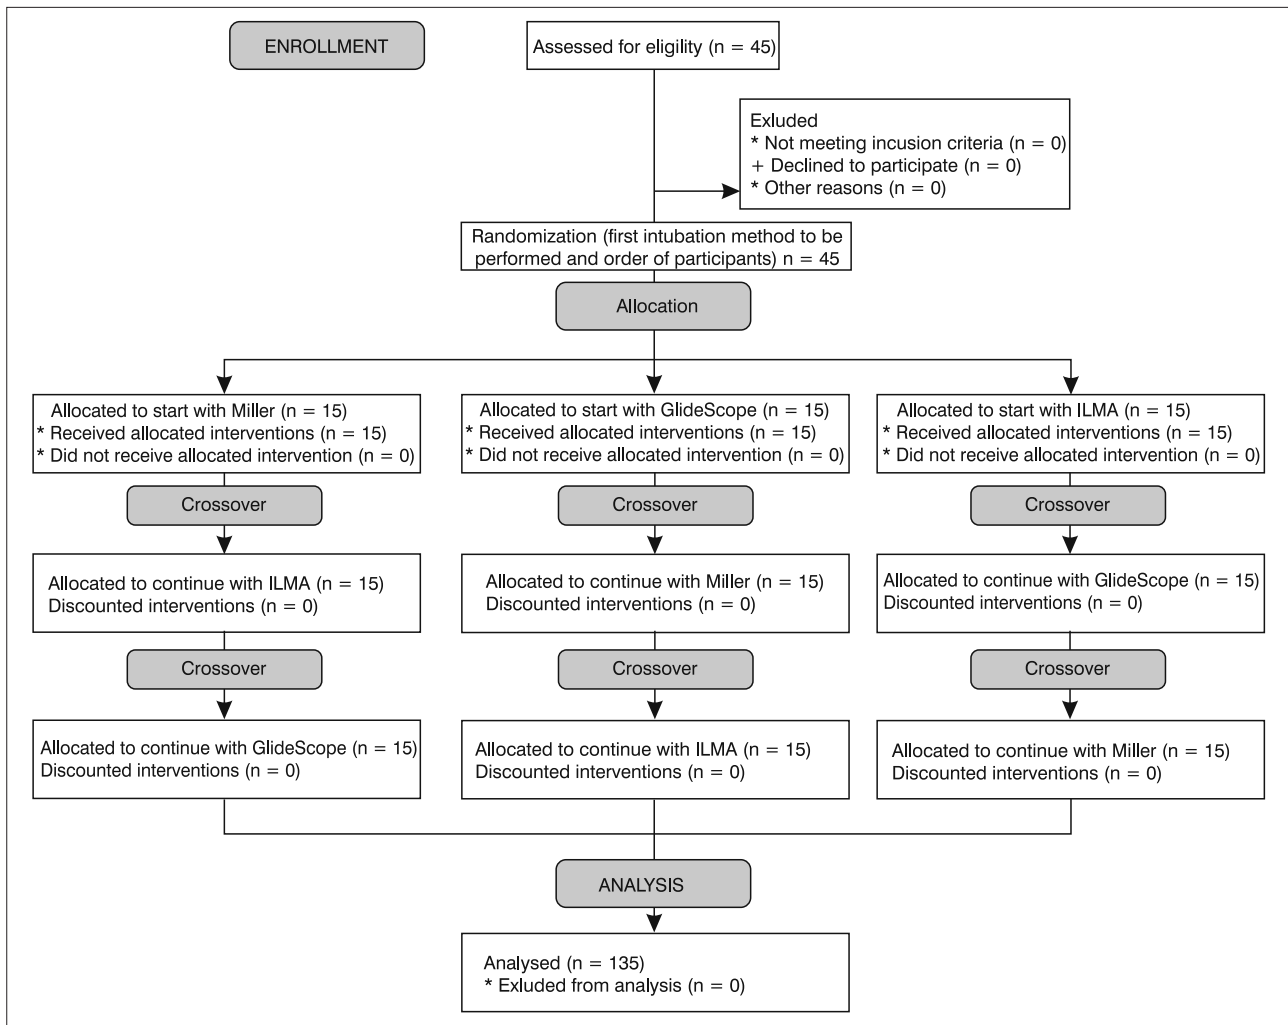 ENROLLMENT
Assessed for eligility (n = 45)
Exluded
* Not meeting incusion criteria (n = 0)
+ Declined to participate (n = 0)
* Other reasons (n = 0)
Randomization (first intubation method to be
performed and order of participants) n = 45
Allocation
Allocated to start with Miller (n = 15)
* Received allocated interventions (n = 15)
* Did not receive allocated intervention (n = 0)
Allocated to start with GlideScope (n = 15)
* Received allocated interventions (n = 15)
* Did not receive allocated intervention (n = 0)
Allocated to start with ILMA (n = 15)
* Received allocated interventions (n = 15)
* Did not receive allocated intervention (n = 0)
Crossover
Crossover
Crossover
Allocated to continue with ILMA (n = 15)
Discounted interventions (n = 0)
Allocated to continue with Miller (n = 15)
Discounted interventions (n = 0)
Allocated to continue with GlideScope (n = 15)
Discounted interventions (n = 0)
Crossover
Crossover
Crossover
Allocated to continue with GlideScope (n = 15)
Discounted interventions (n = 0)
Allocated to continue with ILMA (n = 15)
Discounted interventions (n = 0)
Allocated to continue with Miller (n = 15)
Discounted interventions (n = 0)
ANALYSIS
Analysed (n = 135)
* Exluded from analysis (n = 0)